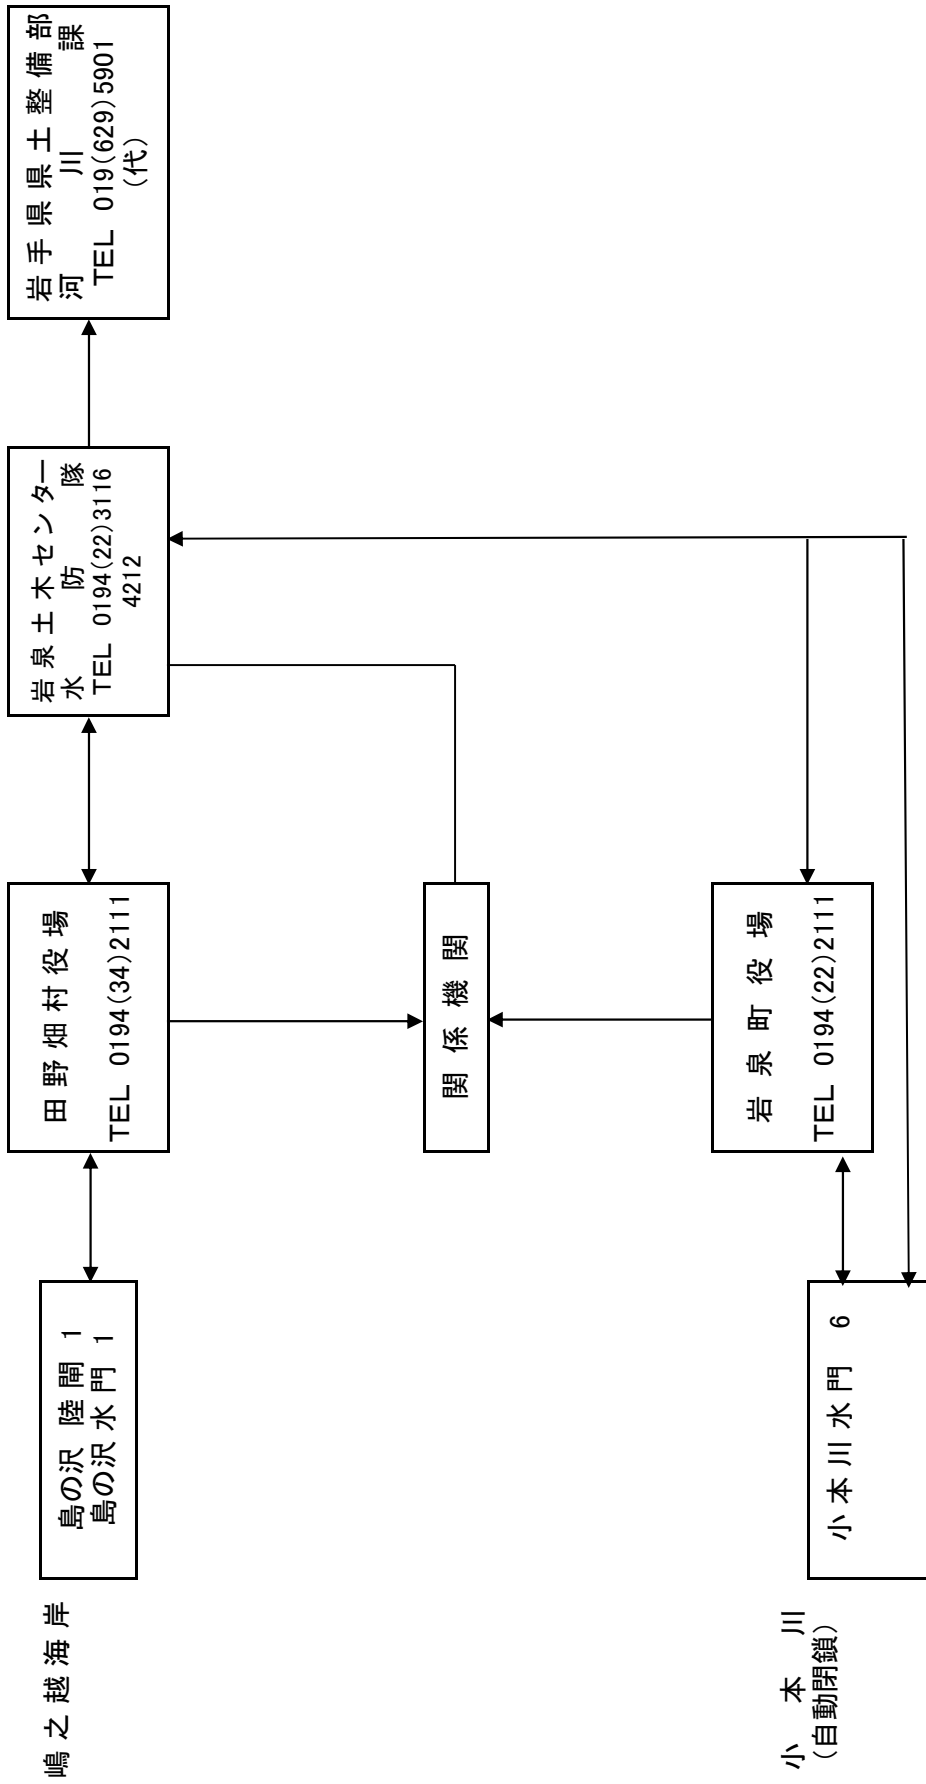 嶋之越海岸
島の沢 陸閘 1
島の沢水門 1
田野畑村役場
TEL 0194(34)2111
岩泉土木センター
水防隊
TEL 0194(22)3116
4212
岩手県県土整備部
河川課
TEL 019(629)5901
(代)
関係機関
小本川
(自動閉鎖)
小本川水門 6
岩泉町役場
TEL 0194(22)2111